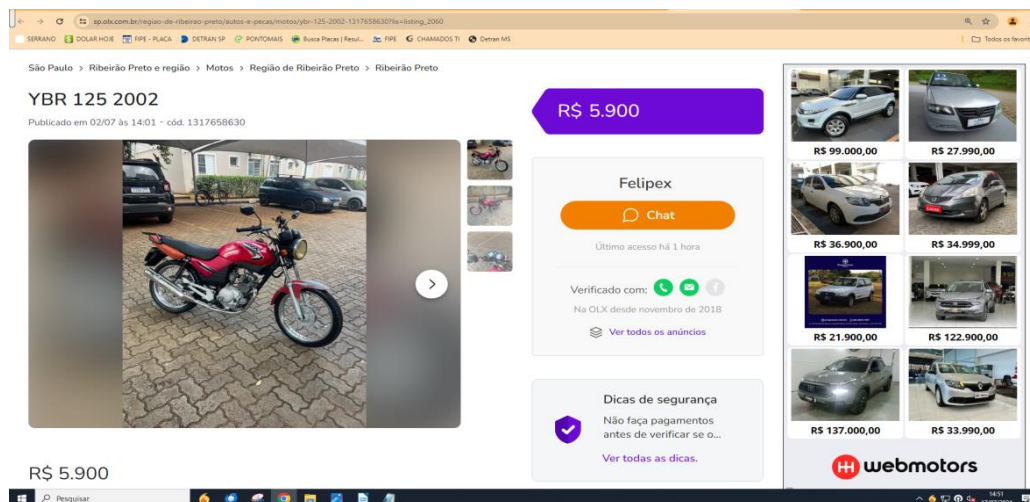 sp.olx.com.br/regiao-de-ribeirao-preto/autos-e-pecas/motos/ybr-125-2002-1317658630?lis=listing_2060
SERRANO DOLAR HOJE FIPE - PLACA DETRAN SP PONTOMAIS Busca Placas | Resul... FIPE CHAMADOS TI Detran MS
Todos os favorit
São Paulo > Ribeirão Preto e região > Motos > Região de Ribeirão Preto > Ribeirão Preto
YBR 125 2002
Publicado em 02/07 às 14:01 - cód. 1317658630
R$ 5.900
R$ 5.900
Felipex
Chat
Último acesso há 1 hora
Verificado com:
Na OLX desde novembro de 2018
Ver todos os anúncios
Dicas de segurança
Não faça pagamentos
antes de verificar se o...
Ver todas as dicas.
R$ 99.000,00 R$ 27.990,00
R$ 36.900,00 R$ 34.999,00
R$ 21.900,00 R$ 122.900,00
R$ 137.000,00 R$ 33.990,00
webmotors
Pesquisar
14:51